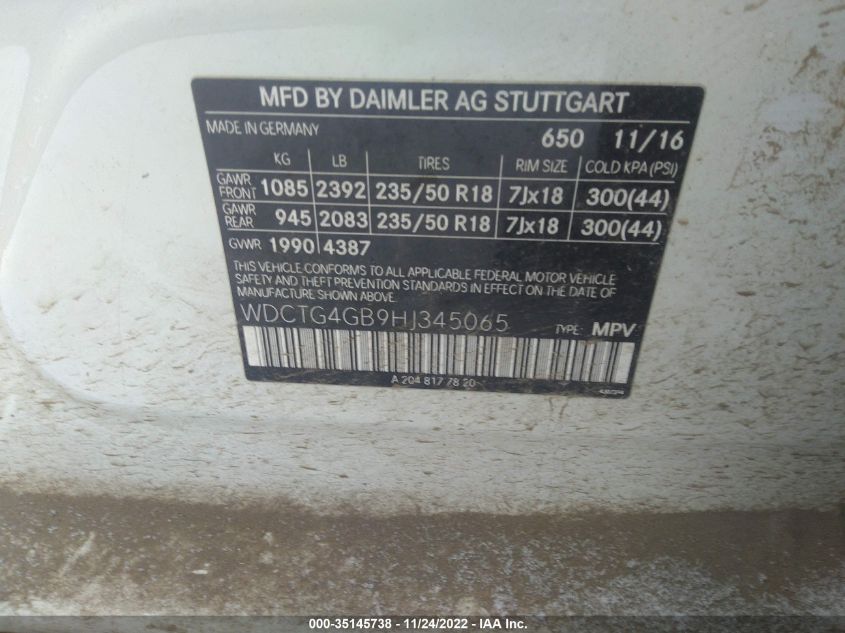 MFD BY DAIMLER AG STUTTGART
MADE IN GERMANY 650 11/16
KG LB TIRES RIM SIZE COLD KPA (PSI)
GAWR FRONT 1085 2392 235/50 R18 7Jx18 300(44)
GAWR REAR 945 2083 235/50 R18 7Jx18 300(44)
GVWR 1990 4387
THIS VEHICLE CONFORMS TO ALL APPLICABLE FEDERAL MOTOR VEHICLE
SAFETY AND THEFT PREVENTION STANDARDS IN EFFECT ON THE DATE OF
MANUFACTURE SHOWN ABOVE.
WDCTG4GB9HJ345065 TYPE: MPV
A 204 817 78 20
000-35145738 - 11/24/2022 - IAA Inc.